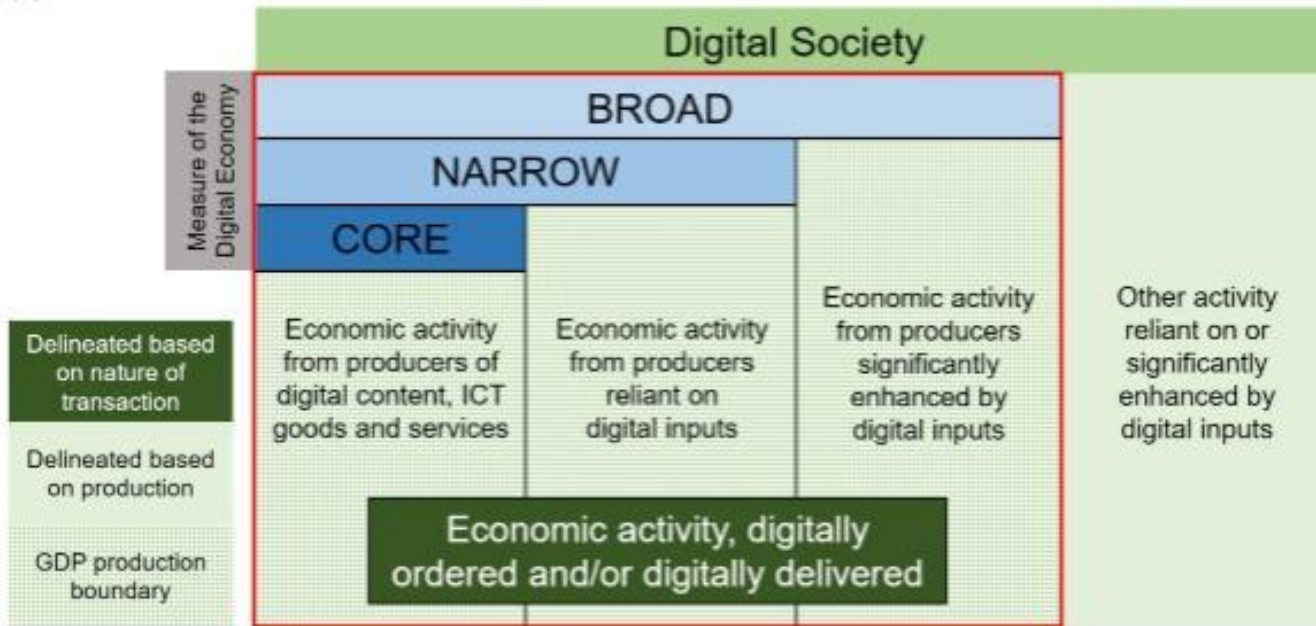 Digital Society
Measure of the
Digital Economy
BROAD
NARROW
CORE
Delineated based
on nature of
transaction
Delineated based
on production
GDP production
boundary
Economic activity
from producers of
digital content, ICT
goods and services
Economic activity
from producers
reliant on
digital inputs
Economic activity
from producers
significantly
enhanced by
digital inputs
Other activity
reliant on or
significantly
enhanced by
digital inputs
Economic activity, digitally
ordered and/or digitally delivered